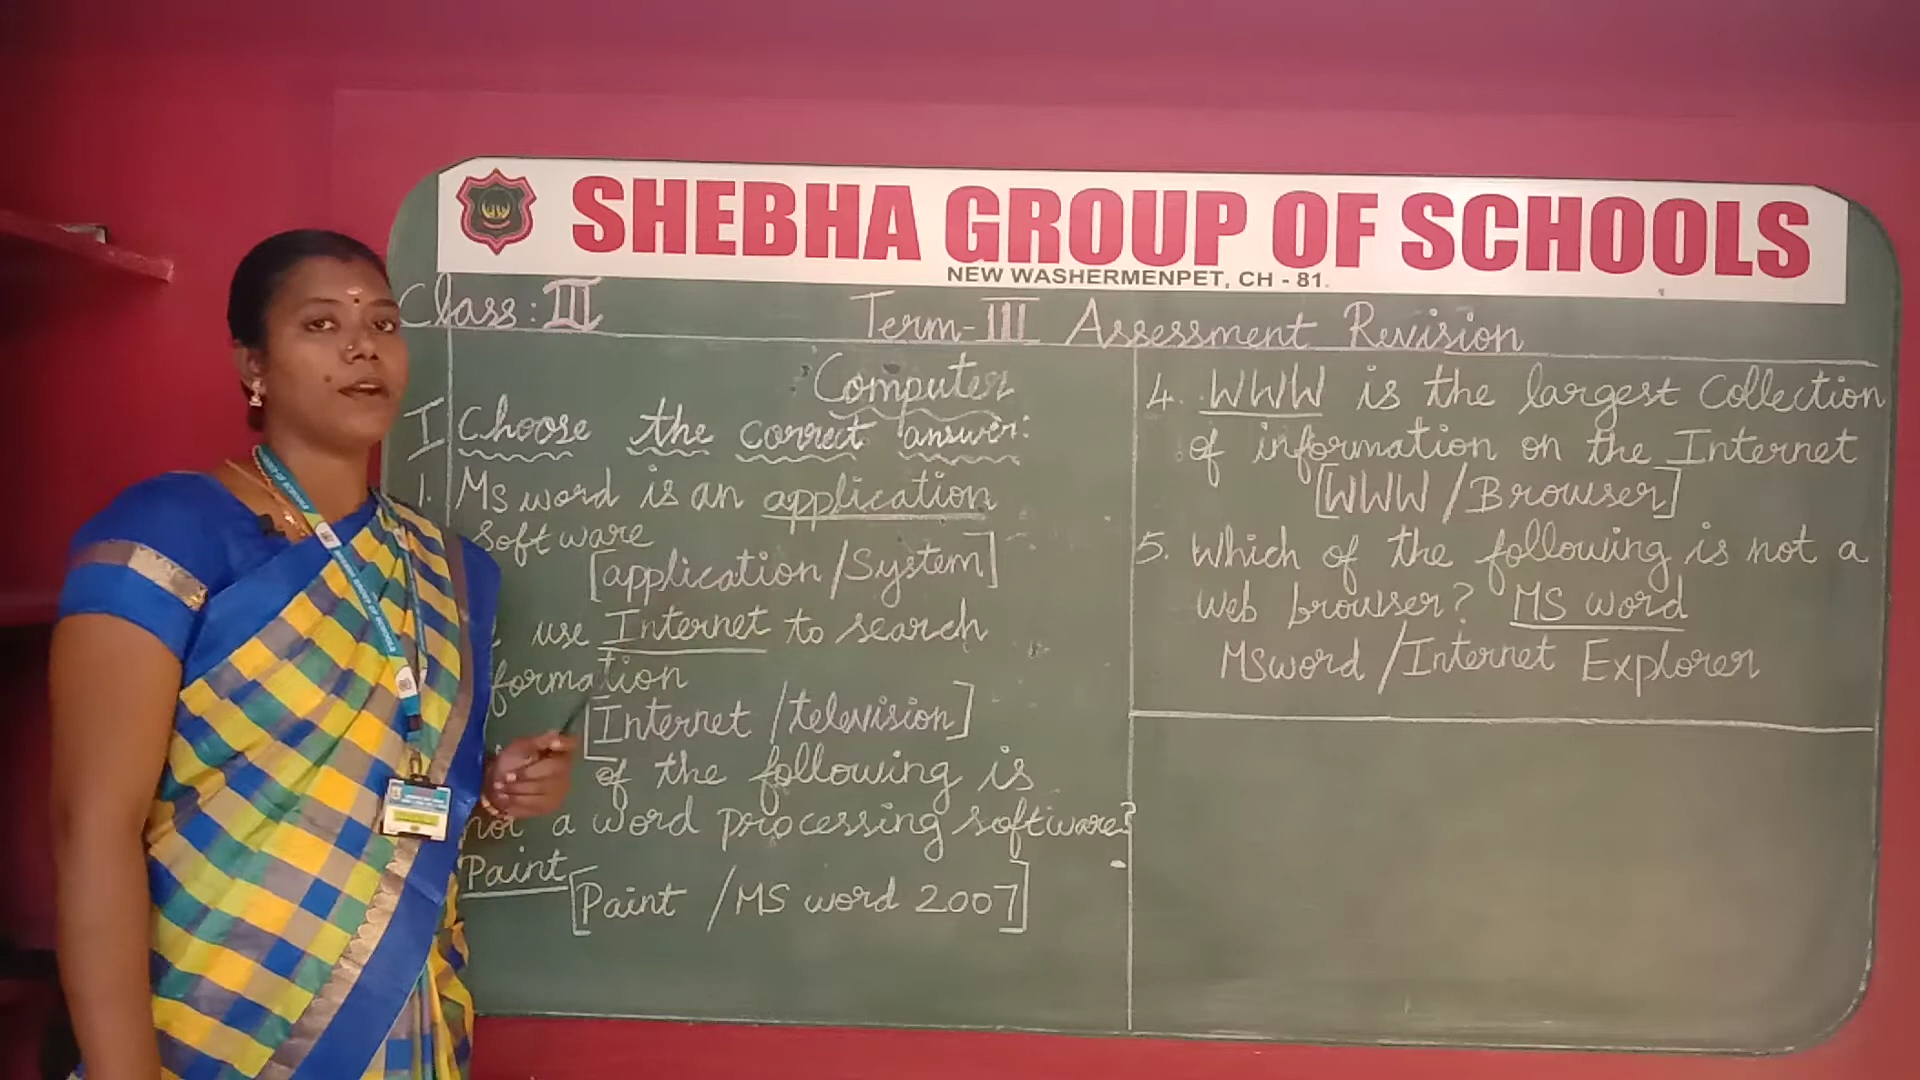 SHEBHA GROUP OF SCHOOLS
NEW WASHERMENPET, CH - 81.
Class: III
Term-III Assessment Revision
Computer
I Choose the correct answer:
1. Ms word is an application
software
[application/System]
use Internet to search
formation
[Internet/television]
of the following is
not a word processing software?
Paint
[Paint/MS word 2007]
4. WWW is the largest Collection
of information on the Internet
[WWW/Browser]
5. Which of the following is not a
web browser? MS word
Msword/Internet Explorer